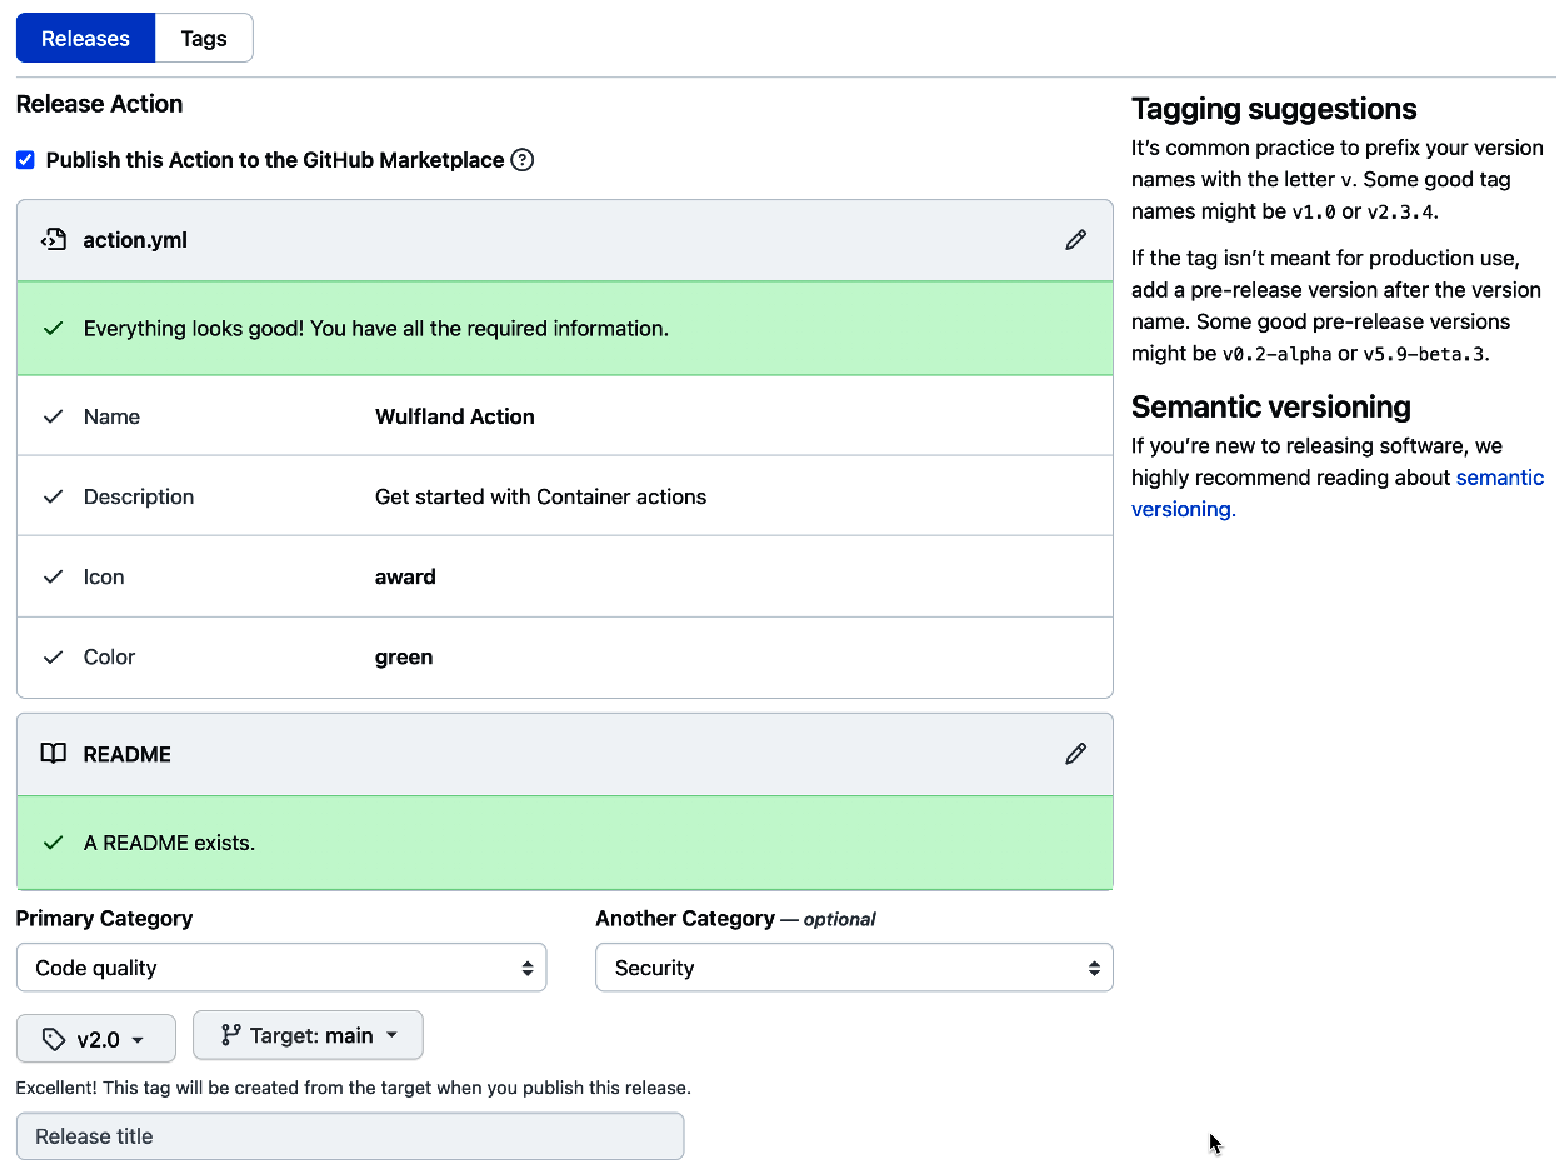 Releases
Tags
Release Action
Publish this Action to the GitHub Marketplace
action.yml
Everything looks good! You have all the required information.
Name Wulfland Action
Description Get started with Container actions
Icon award
Color green
README
A README exists.
Primary Category
Another Category — optional
Code quality
Security
v2.0
Target: main
Excellent! This tag will be created from the target when you publish this release.
Release title
Tagging suggestions
It's common practice to prefix your version
names with the letter v. Some good tag
names might be v1.0 or v2.3.4.
If the tag isn't meant for production use,
add a pre-release version after the version
name. Some good pre-release versions
might be v0.2-alpha or v5.9-beta.3.
Semantic versioning
If you're new to releasing software, we
highly recommend reading about semantic
versioning.